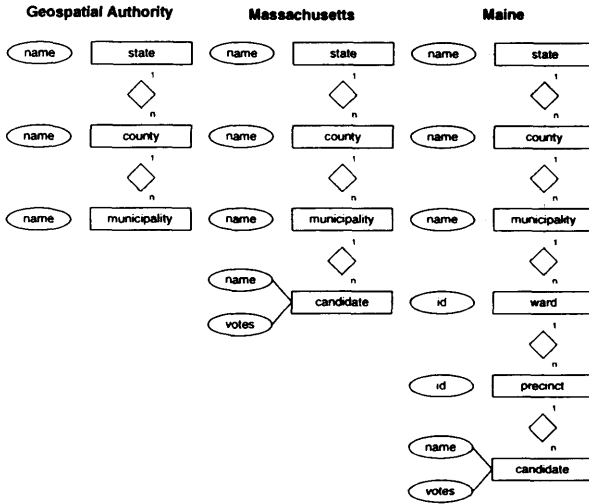 Geospatial Authority Massachusetts Maine
name state name state name state
1 1 1
n n n
name county name county name county
1 1 1
n n n
name municipality name municipality name municipality
1 1
n n
name
candidate id ward
votes
1
n
id precinct
1
name n
candidate
votes